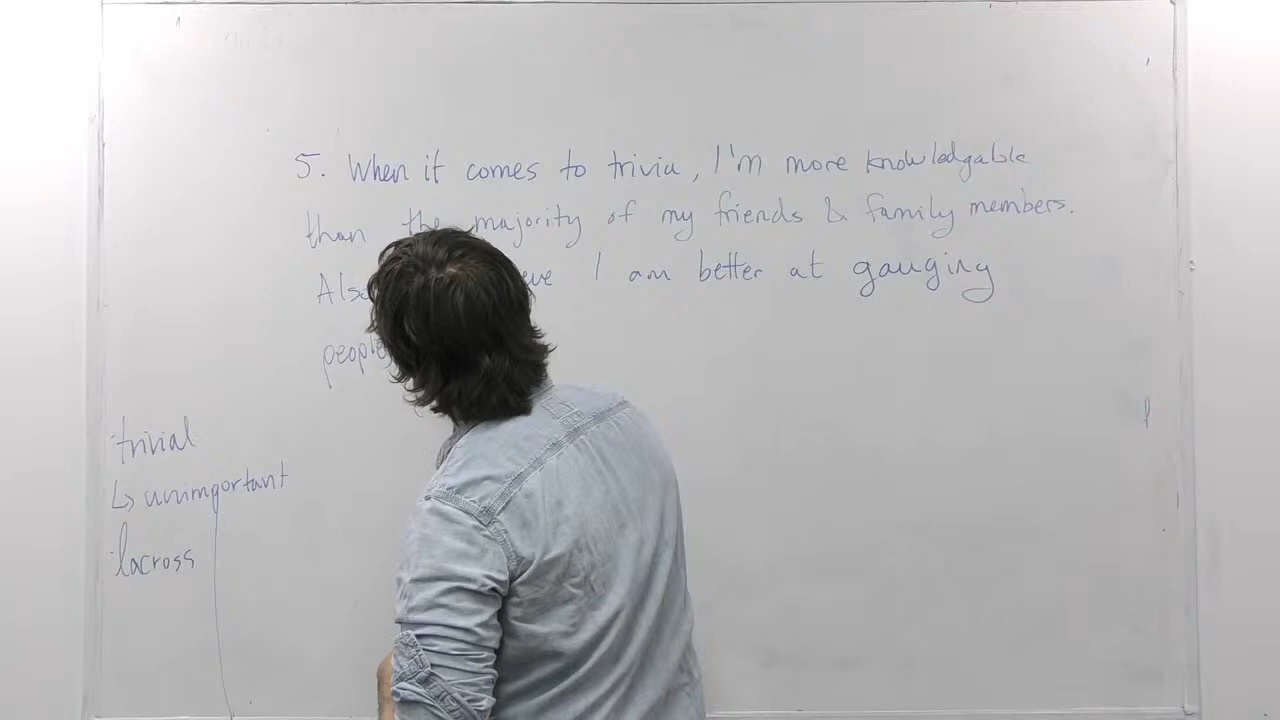 5. When it comes to trivia, I'm more knowledgable
than the majority of my friends & family members.
Also I am better at gauging
people
trivial
↳ unimportant
lacross